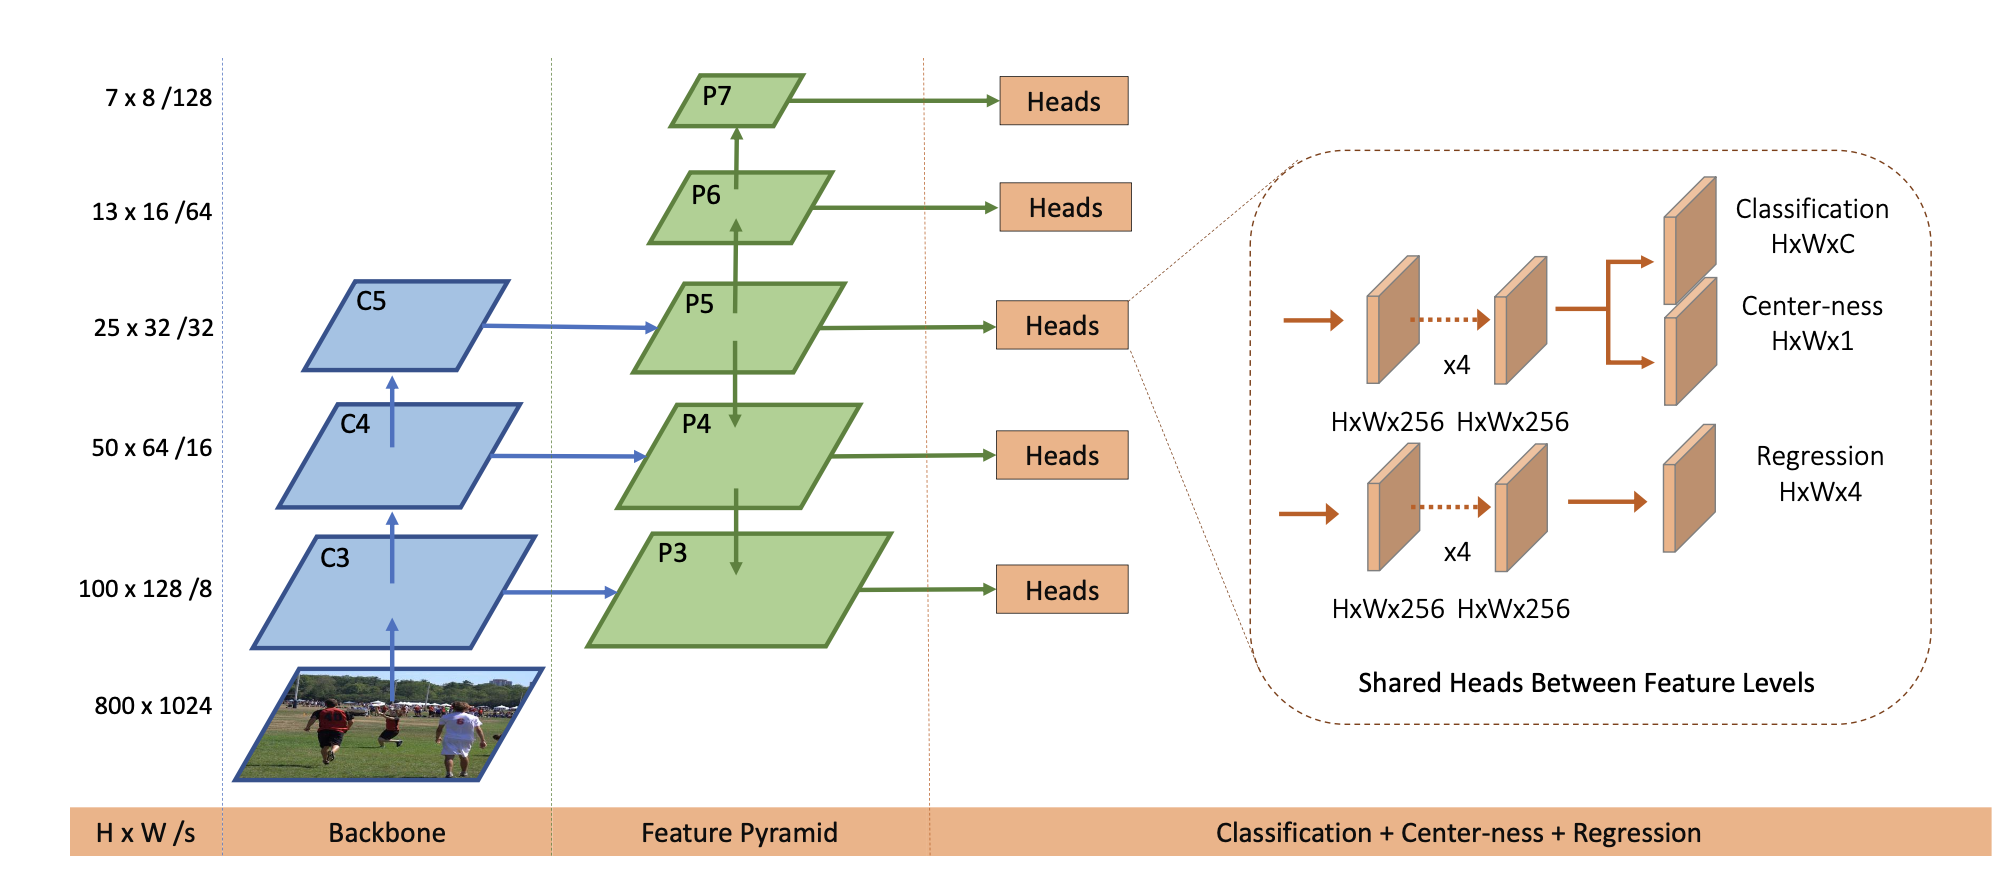 7 x 8 /128
P7
Heads
13 x 16 /64
P6
Heads
25 x 32 /32
C5
P5
Heads
50 x 64 /16
C4
P4
Heads
100 x 128 /8
C3
P3
Heads
800 x 1024
Classification
HxWxC
Center-ness
HxWx1
x4
HxWx256 HxWx256
Regression
HxWx4
x4
HxWx256 HxWx256
Shared Heads Between Feature Levels
H x W /s
Backbone
Feature Pyramid
Classification + Center-ness + Regression